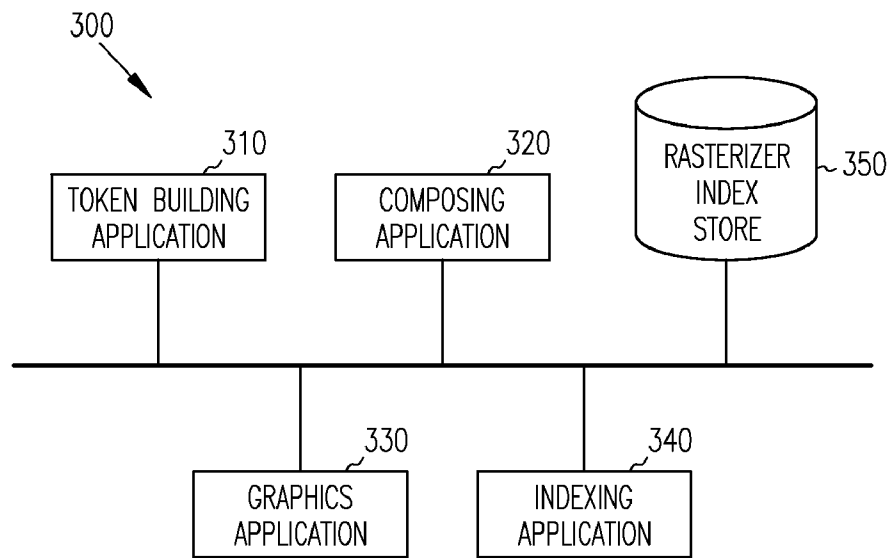 300
310
TOKEN BUILDING
APPLICATION
320
COMPOSING
APPLICATION
RASTERIZER
INDEX
STORE
350
330
GRAPHICS
APPLICATION
340
INDEXING
APPLICATION